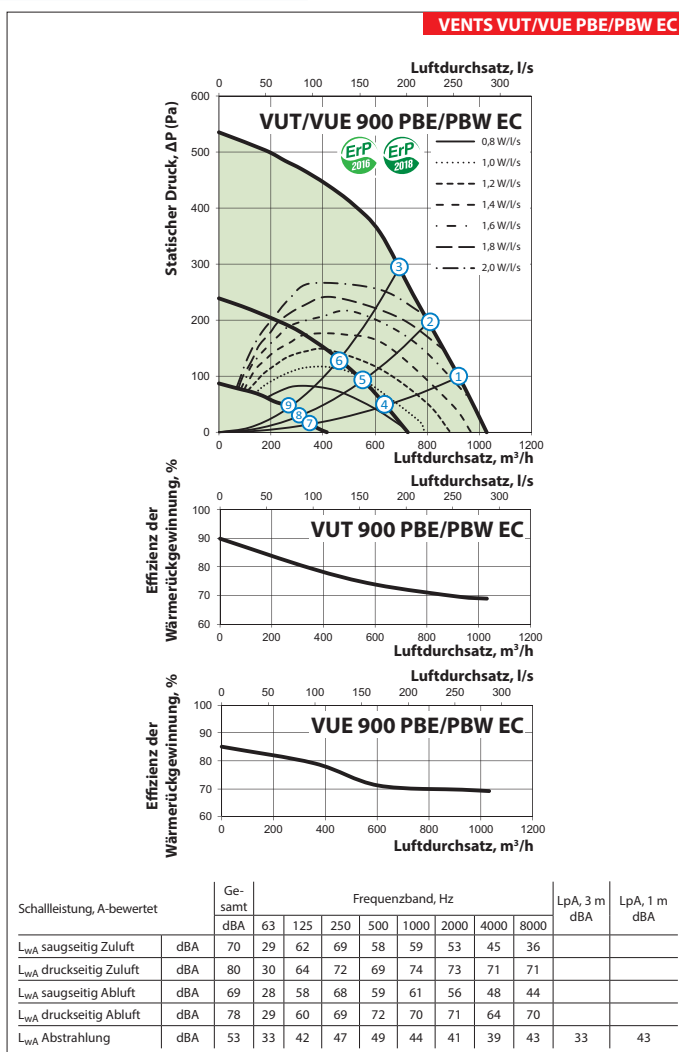 VENTS VUT/VUE PBE/PBW EC
Luftdurchsatz, l/s
0 50 100 150 200 250 300
VUT/VUE 900 PBE/PBW EC
ErP 2016 ErP 2018
0,8 W/l/s
1,0 W/l/s
1,2 W/l/s
1,4 W/l/s
1,6 W/l/s
1,8 W/l/s
2,0 W/l/s
Statischer Druck, ΔP (Pa)
600
500
400
300
200
100
0
3
2
1
6
5
4
9
8
7
0 200 400 600 800 1000 1200
Luftdurchsatz, m³/h
Luftdurchsatz, l/s
0 50 100 150 200 250 300
VUT 900 PBE/PBW EC
Effizienz der
Wärmerückgewinnung, %
100
90
80
70
60
0 200 400 600 800 1000 1200
Luftdurchsatz, m³/h
Luftdurchsatz, l/s
0 50 100 150 200 250 300
VUE 900 PBE/PBW EC
Effizienz der
Wärmerückgewinnung, %
100
90
80
70
60
0 200 400 600 800 1000 1200
Luftdurchsatz, m³/h
Schallleistung, A-bewertet Ge-samt Frequenzband, Hz LpA, 3 m dBA LpA, 1 m dBA
dBA 63 125 250 500 1000 2000 4000 8000
LwA saugseitig Zuluft dBA 70 29 62 69 58 59 53 45 36
LwA druckseitig Zuluft dBA 80 30 64 72 69 74 73 71 71
LwA saugseitig Abluft dBA 69 28 58 68 59 61 56 48 44
LwA druckseitig Abluft dBA 78 29 60 69 72 70 71 64 70
LwA Abstrahlung dBA 53 33 42 47 49 44 41 39 43 33 43